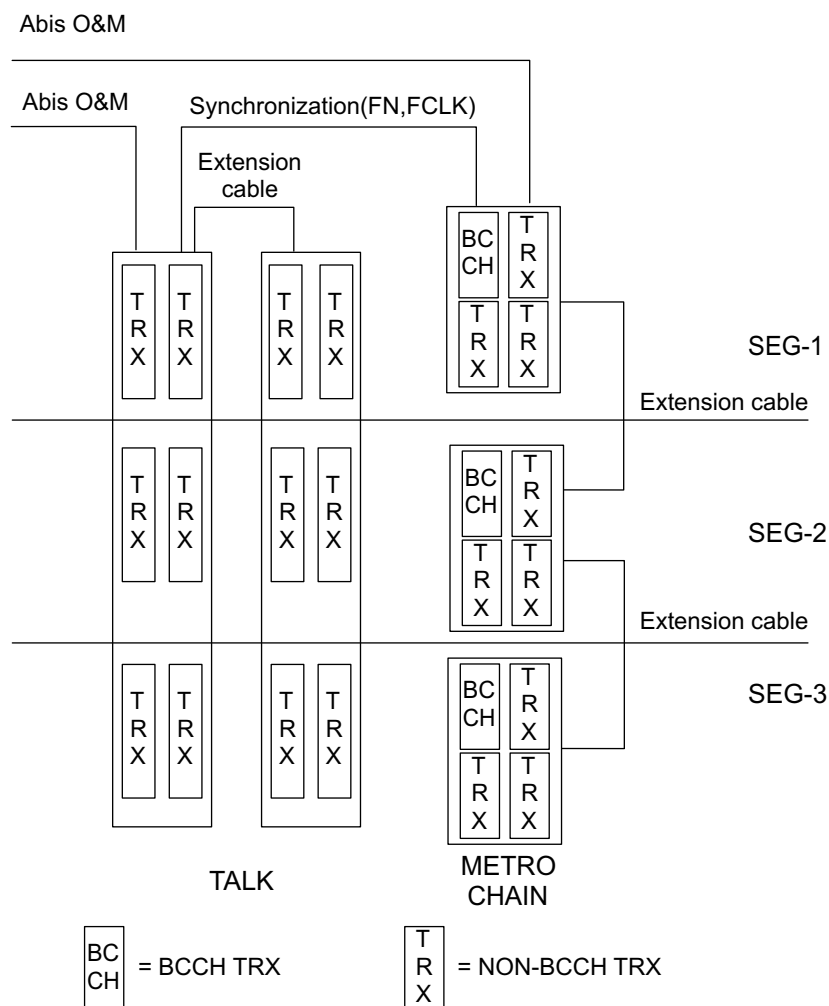 Abis O&M
Abis O&M
Synchronization(FN,FCLK)
Extension
cable
BC
CH
T
R
X
T
R
X
T
R
X
T
R
X
T
R
X
T
R
X
T
R
X
SEG-1
Extension cable
BC
CH
T
R
X
T
R
X
T
R
X
T
R
X
T
R
X
T
R
X
T
R
X
SEG-2
Extension cable
BC
CH
T
R
X
T
R
X
T
R
X
T
R
X
T
R
X
T
R
X
T
R
X
SEG-3
TALK
METRO
CHAIN
BC
CH
= BCCH TRX
T
R
X
= NON-BCCH TRX